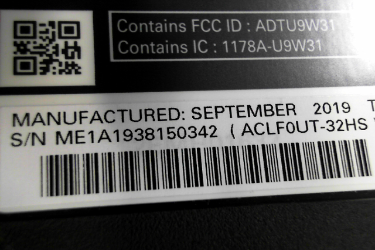 Contains FCC ID : ADTU9W31
Contains IC : 1178A-U9W31
MANUFACTURED: SEPTEMBER 2019 T
S/N ME1A1938150342 ( ACLF0UT-32HS